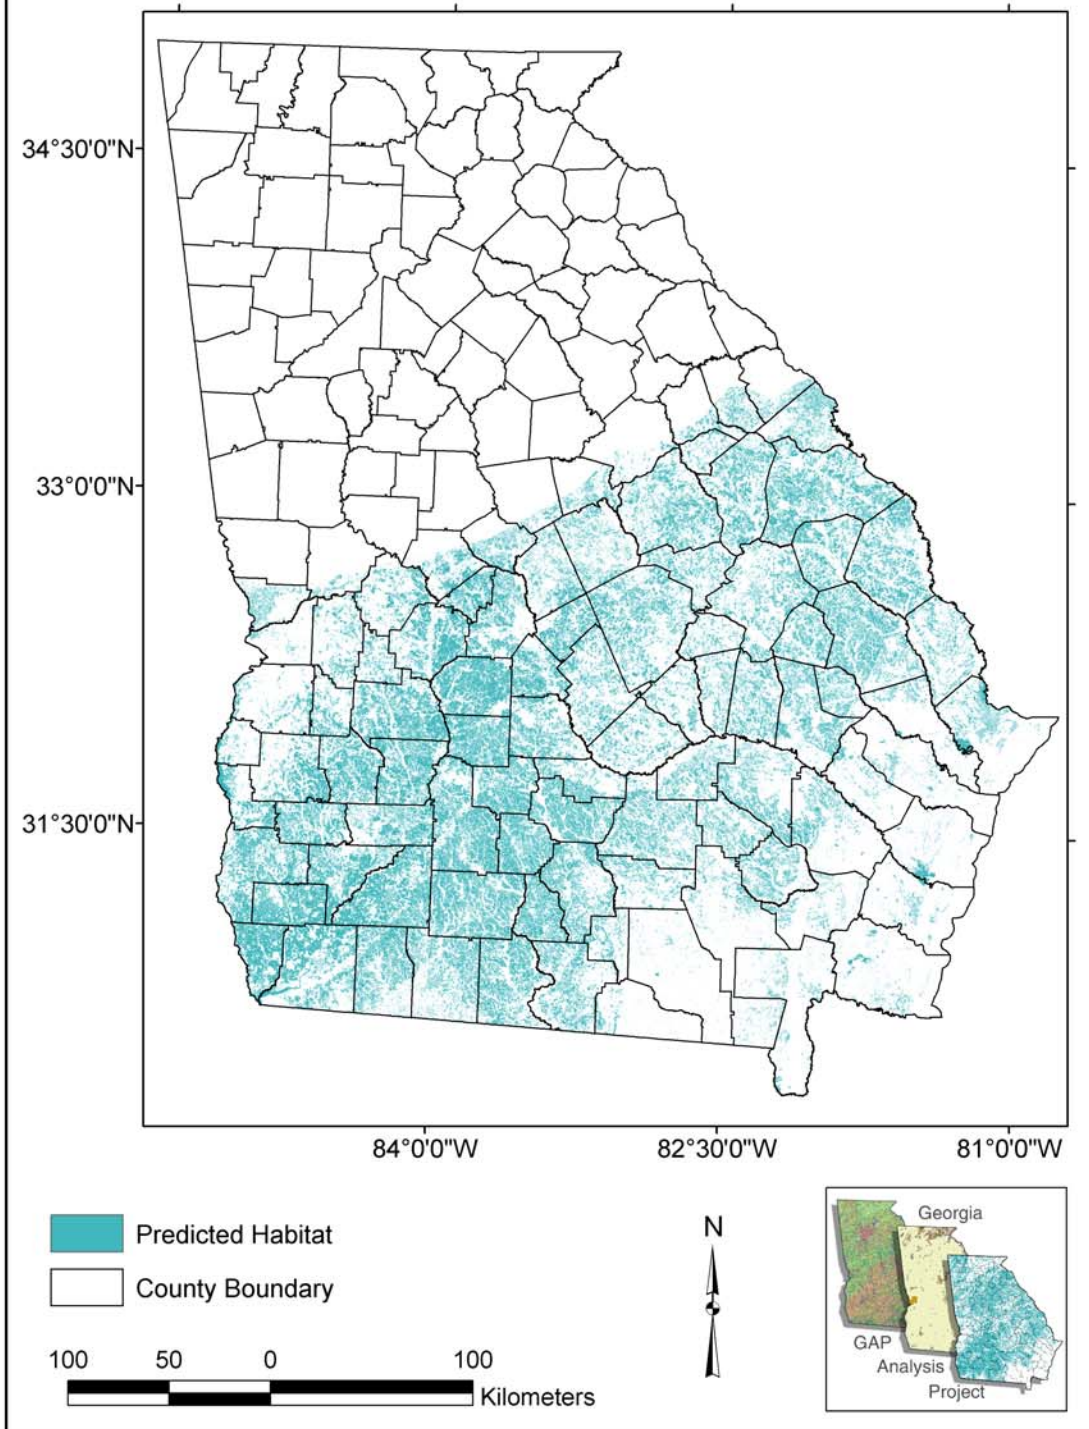 34°30'0"N
33°0'0"N
31°30'0"N
84°0'0"W
82°30'0"W
81°0'0"W
Predicted Habitat
County Boundary
100 50 0 100
Kilometers
N
Georgia
GAP
Analysis
Project